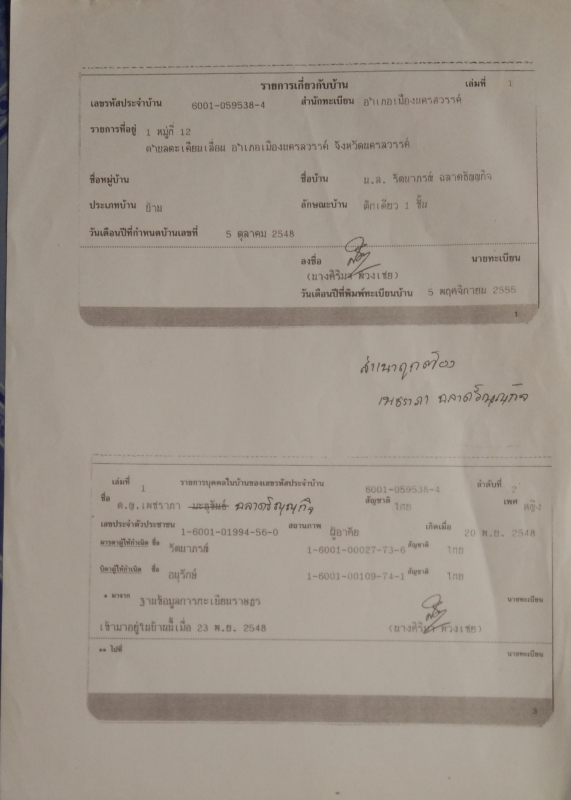 รายการเกี่ยวกับบ้าน เล่มที่ 1
เลขรหัสประจำบ้าน 6001-059538-4 สำนักทะเบียน อำเภอเมืองนครสวรรค์
รายการที่อยู่ 1 หมู่ที่ 12
ตำบลตะเคียนเลื่อน อำเภอเมืองนครสวรรค์ จังหวัดนครสวรรค์
ชื่อหมู่บ้าน ชื่อบ้าน น.ส. รัตยาภรณ์ ฉลาดธัญญกิจ
ประเภทบ้าน บ้าน ลักษณะบ้าน ตึกเดียว 1 ชั้น
วันเดือนปีที่กำหนดบ้านเลขที่ 5 ตุลาคม 2548
ลงชื่อ นายทะเบียน
(นางศิริมา ดวงเชย)
วันเดือนปีที่พิมพ์ทะเบียนบ้าน 5 พฤศจิกายน 2555
1
สำเนาถูกต้อง
เพชราภา ฉลาดธัญญกิจ
เล่มที่ 1 รายการบุคคลในบ้านของเลขรหัสประจำบ้าน 6001-059538-4 ลำดับที่ 2
ชื่อ ด.ญ.เพชราภา ฉลาดธัญญกิจ สัญชาติ ไทย เพศ หญิง
เลขประจำตัวประชาชน 1-6001-01994-56-0 สถานภาพ ผู้อาศัย เกิดเมื่อ 20 พ.ย. 2548
มารดาผู้ให้กำเนิด ชื่อ รัตยาภรณ์ 1-6001-00027-73-6 สัญชาติ ไทย
บิดาผู้ให้กำเนิด ชื่อ อนุรักษ์ 1-6001-00109-74-1 สัญชาติ ไทย
* มาจาก ฐานข้อมูลการทะเบียนราษฎร นายทะเบียน
เข้ามาอยู่ในบ้านนี้เมื่อ 23 พ.ย. 2548 (นางศิริมา ดวงเชย)
** ไปที่ นายทะเบียน
3